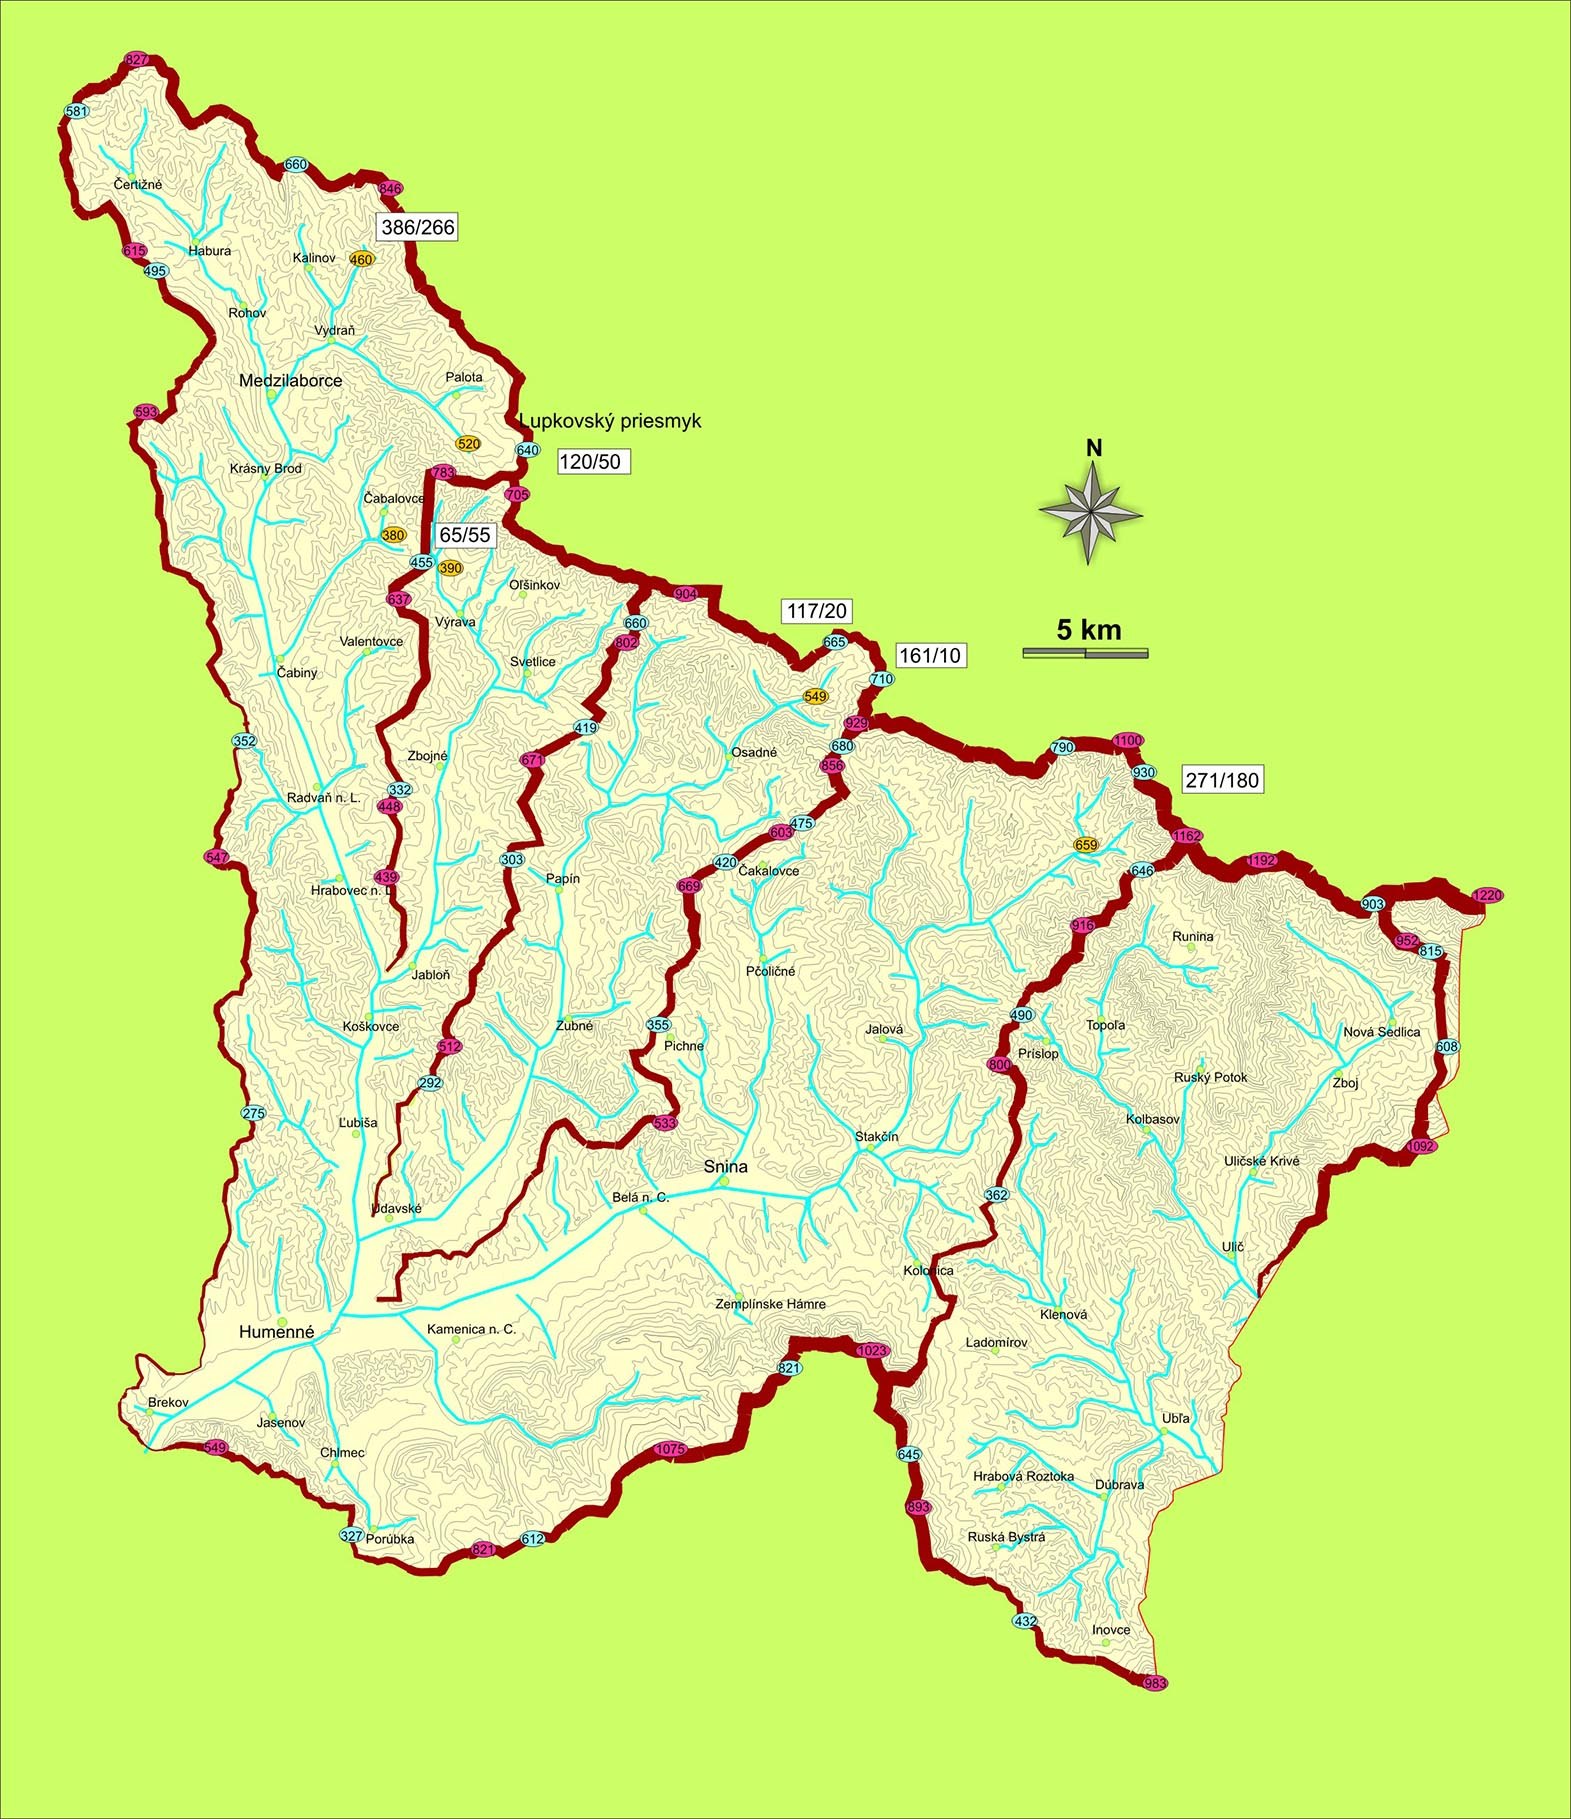 827
581
660
Čertižné
846
386/266
615
Habura
Kalinov
460
495
Rohov
Vydraň
Palota
Medzilaborce
593
Lupkovský priesmyk
520
640
N
120/50
Krásny Brod
783
705
Čabalovce
380
65/55
455
390
Oľšinkov
637
904
117/20
Výrava
660
5 km
Valentovce
802
665
161/10
Svetlice
Čabiny
710
549
419
929
352
680
790
1100
Zbojné
671
Osadné
856
930
271/180
332
Radvaň n. L.
448
475
603
1162
659
547
303
420
1192
Čakalovce
646
439
Papín
669
Hrabovec n. L.
1220
903
916
Runina
952
815
Jabloň
Pčoličné
490
Koškovce
Zubné
355
Jalová
Topoľa
Nová Sedlica
512
Pichne
Príslop
608
800
Ruský Potok
292
Zboj
275
Ľubiša
533
Kolbasov
Stakčín
1092
Snina
Uličské Krivé
362
Belá n. C.
Udavské
Ulič
Kolonica
Zemplínske Hámre
Klenová
Humenné
Kamenica n. C.
Ladomírov
1023
821
Brekov
Jasenov
Ubľa
549
1075
Chlmec
645
Hrabová Roztoka
Dúbrava
893
327
Porúbka
612
821
Ruská Bystrá
432
Inovce
983